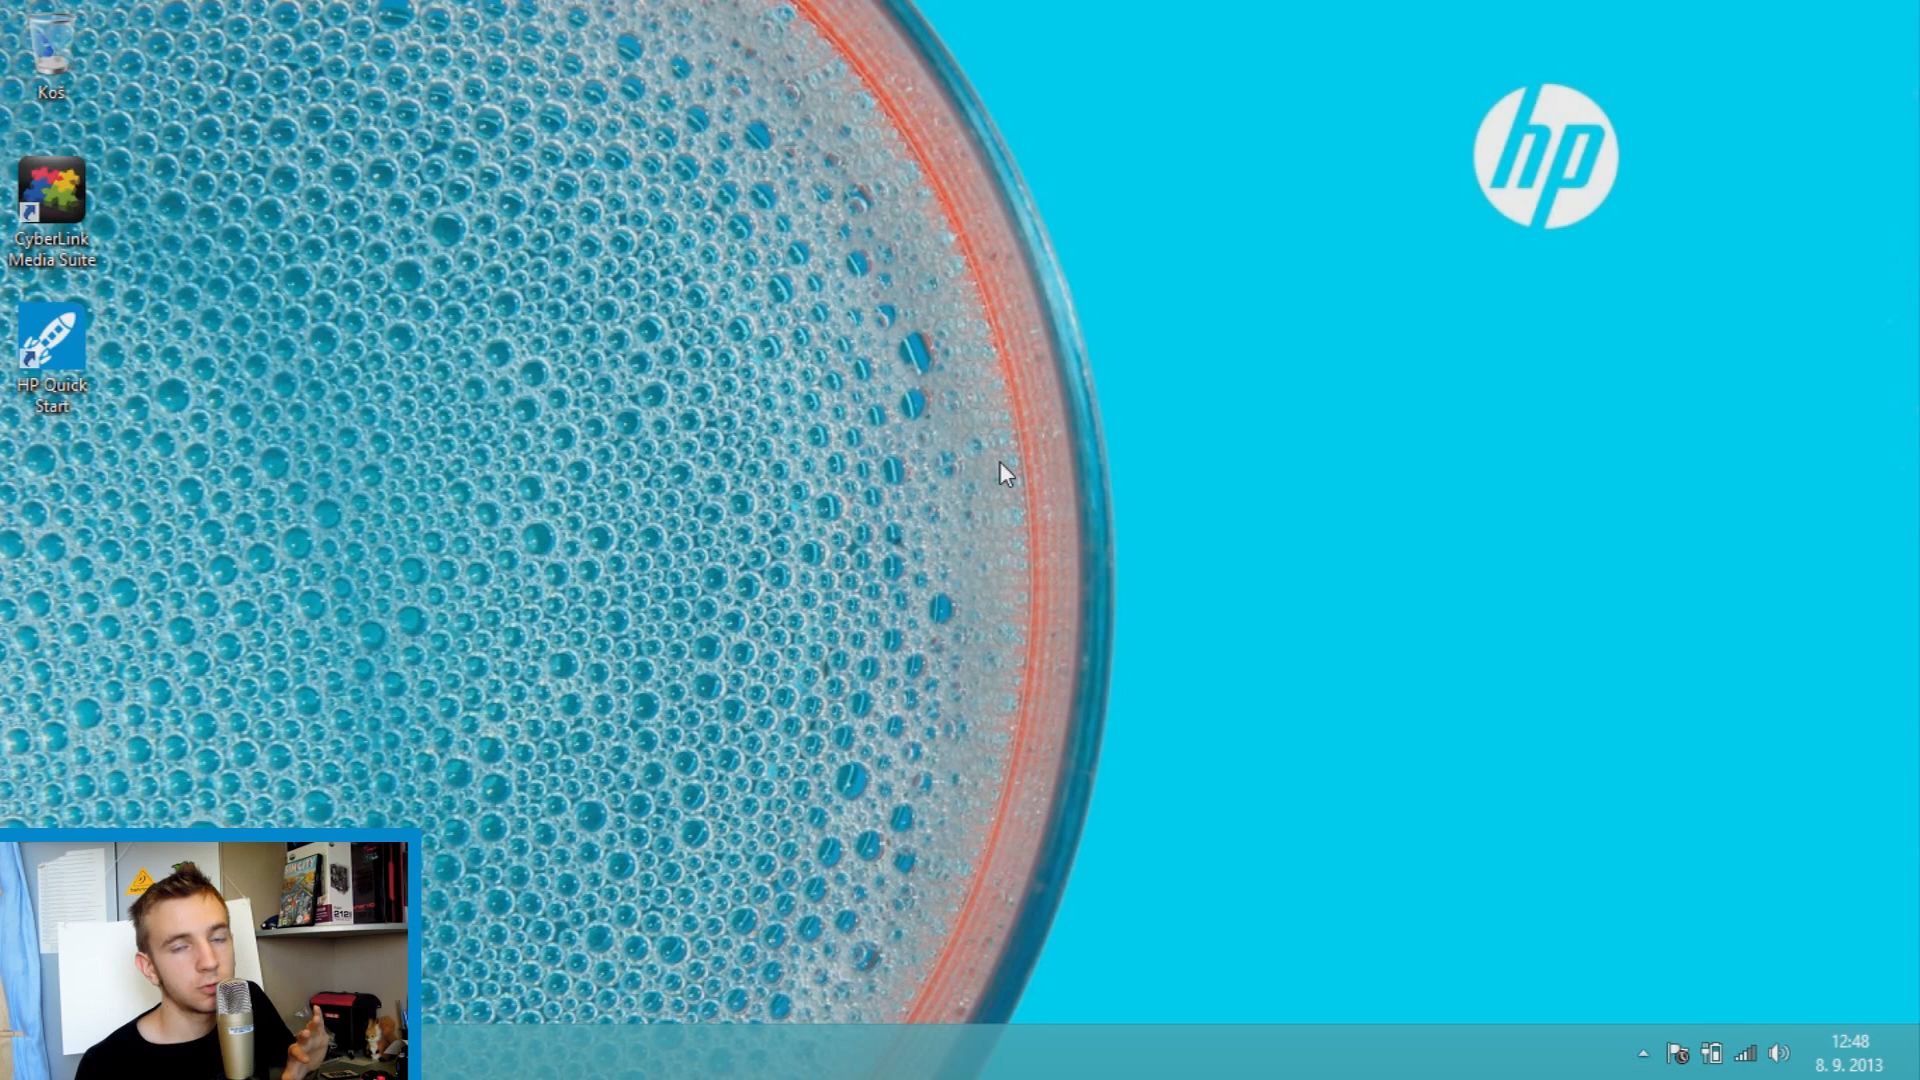 Koš
CyberLink
Media Suite
HP Quick
Start
hp
12:48
8. 9. 2013